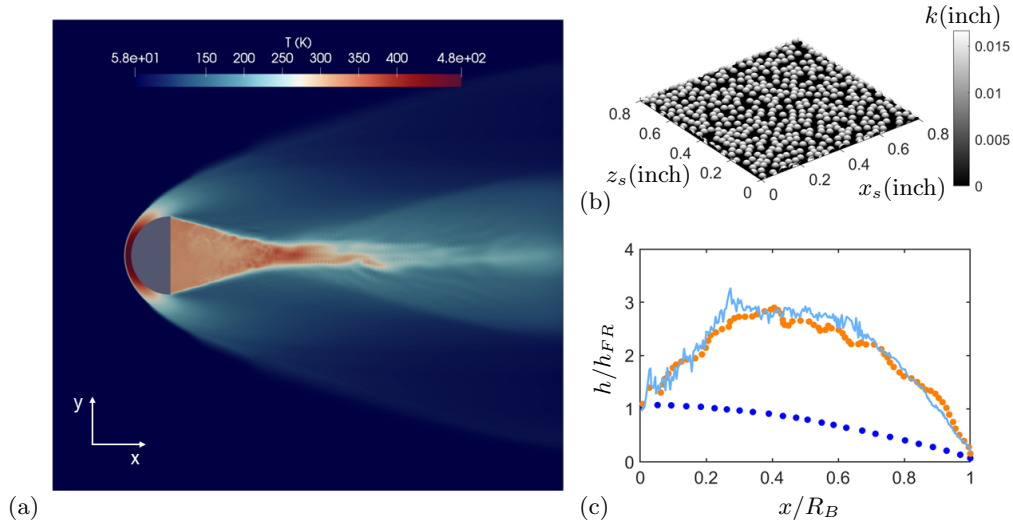 T (K)
5.8e+01 150 200 250 300 350 400 4.8e+02
y
x
(a)
k(inch)
0.015
0.01
0.005
0
0.8
0.6
0.4
0.2
0
z_s(inch)
0
0.2
0.4
0.6
0.8
x_s(inch)
(b)
4
3
2
1
0
h/h_{FR}
0 0.2 0.4 0.6 0.8 1
x/R_B
(c)